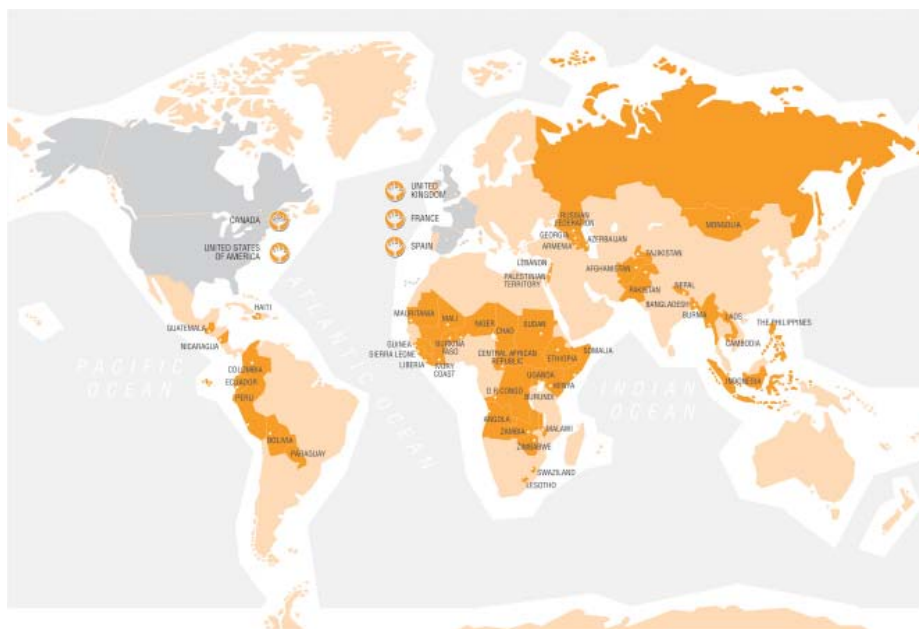 CANADA
UNITED STATES
OF AMERICA
UNITED
KINGDOM
FRANCE
SPAIN
RUSSIAN
FEDERATION
GEORGIA
ARMENIA
AZERBAIJAN
MONGOLIA
TAJIKISTAN
AFGHANISTAN
PAKISTAN
NEPAL
BANGLADESH
BURMA
LAOS
THE PHILIPPINES
CAMBODIA
INDONESIA
LEBANON
PALESTINIAN
TERRITORY
HAITI
GUATEMALA
NICARAGUA
COLOMBIA
ECUADOR
PERU
BOLIVIA
PARAGUAY
MAURITANIA
MALI
NIGER
CHAD
SUDAN
GUINEA
SIERRA LEONE
LIBERIA
BURKINA
FASO
IVORY
COAST
CENTRAL AFRICAN
REPUBLIC
ETHIOPIA
SOMALIA
UGANDA
KENYA
D.R.CONGO
BURUNDI
ANGOLA
ZAMBIA
MALAWI
ZIMBABWE
SWAZILAND
LESOTHO
PACIFIC
OCEAN
ATLANTIC OCEAN
INDIAN
OCEAN